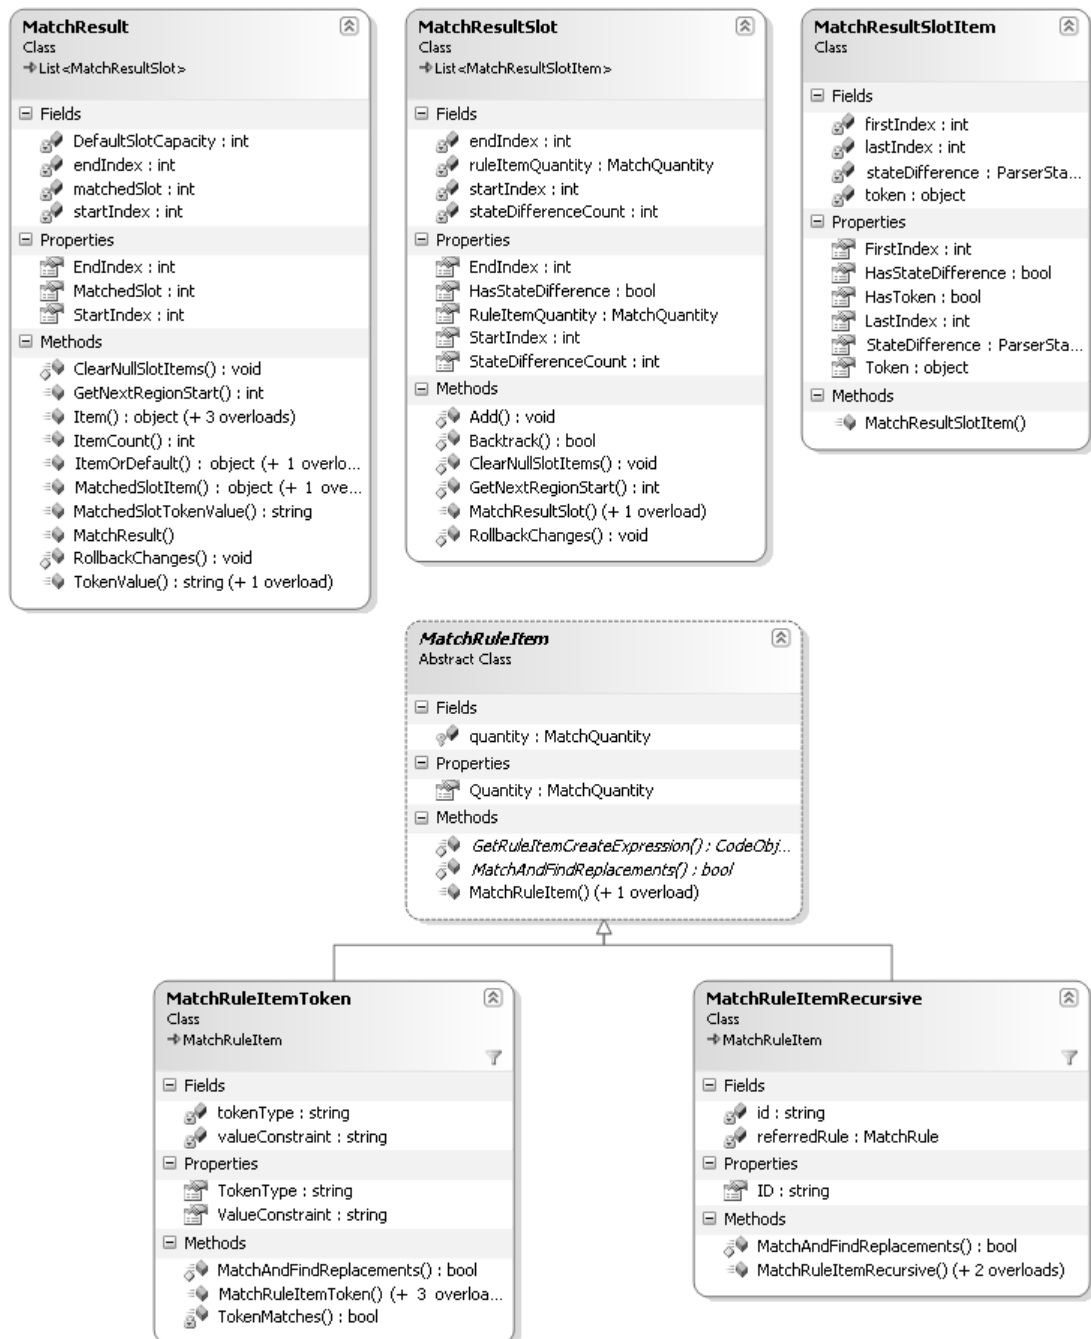 MatchResult
Class
List<MatchResultSlot>
Fields
DefaultSlotCapacity : int
endIndex : int
matchedSlot : int
startIndex : int
Properties
EndIndex : int
MatchedSlot : int
StartIndex : int
Methods
ClearNullSlotItems() : void
GetNextRegionStart() : int
Item() : object (+ 3 overloads)
ItemCount() : int
ItemOrDefault() : object (+ 1 overlo...
MatchedSlotItem() : object (+ 1 ove...
MatchedSlotTokenValue() : string
MatchResult()
RollbackChanges() : void
TokenValue() : string (+ 1 overload)
MatchResultSlot
Class
List<MatchResultSlotItem>
Fields
endIndex : int
ruleItemQuantity : MatchQuantity
startIndex : int
stateDifferenceCount : int
Properties
EndIndex : int
HasStateDifference : bool
RuleItemQuantity : MatchQuantity
StartIndex : int
StateDifferenceCount : int
Methods
Add() : void
Backtrack() : bool
ClearNullSlotItems() : void
GetNextRegionStart() : int
MatchResultSlot() (+ 1 overload)
RollbackChanges() : void
MatchResultSlotItem
Class
Fields
firstIndex : int
lastIndex : int
stateDifference : ParserSta...
token : object
Properties
FirstIndex : int
HasStateDifference : bool
HasToken : bool
LastIndex : int
StateDifference : ParserSta...
Token : object
Methods
MatchResultSlotItem()
MatchRuleItem
Abstract Class
Fields
quantity : MatchQuantity
Properties
Quantity : MatchQuantity
Methods
GetRuleItemCreateExpression() : CodeObj...
MatchAndFindReplacements() : bool
MatchRuleItem() (+ 1 overload)
MatchRuleItemToken
Class
MatchRuleItem
Fields
tokenType : string
valueConstraint : string
Properties
TokenType : string
ValueConstraint : string
Methods
MatchAndFindReplacements() : bool
MatchRuleItemToken() (+ 3 overloa...
TokenMatches() : bool
MatchRuleItemRecursive
Class
MatchRuleItem
Fields
id : string
referredRule : MatchRule
Properties
ID : string
Methods
MatchAndFindReplacements() : bool
MatchRuleItemRecursive() (+ 2 overloads)